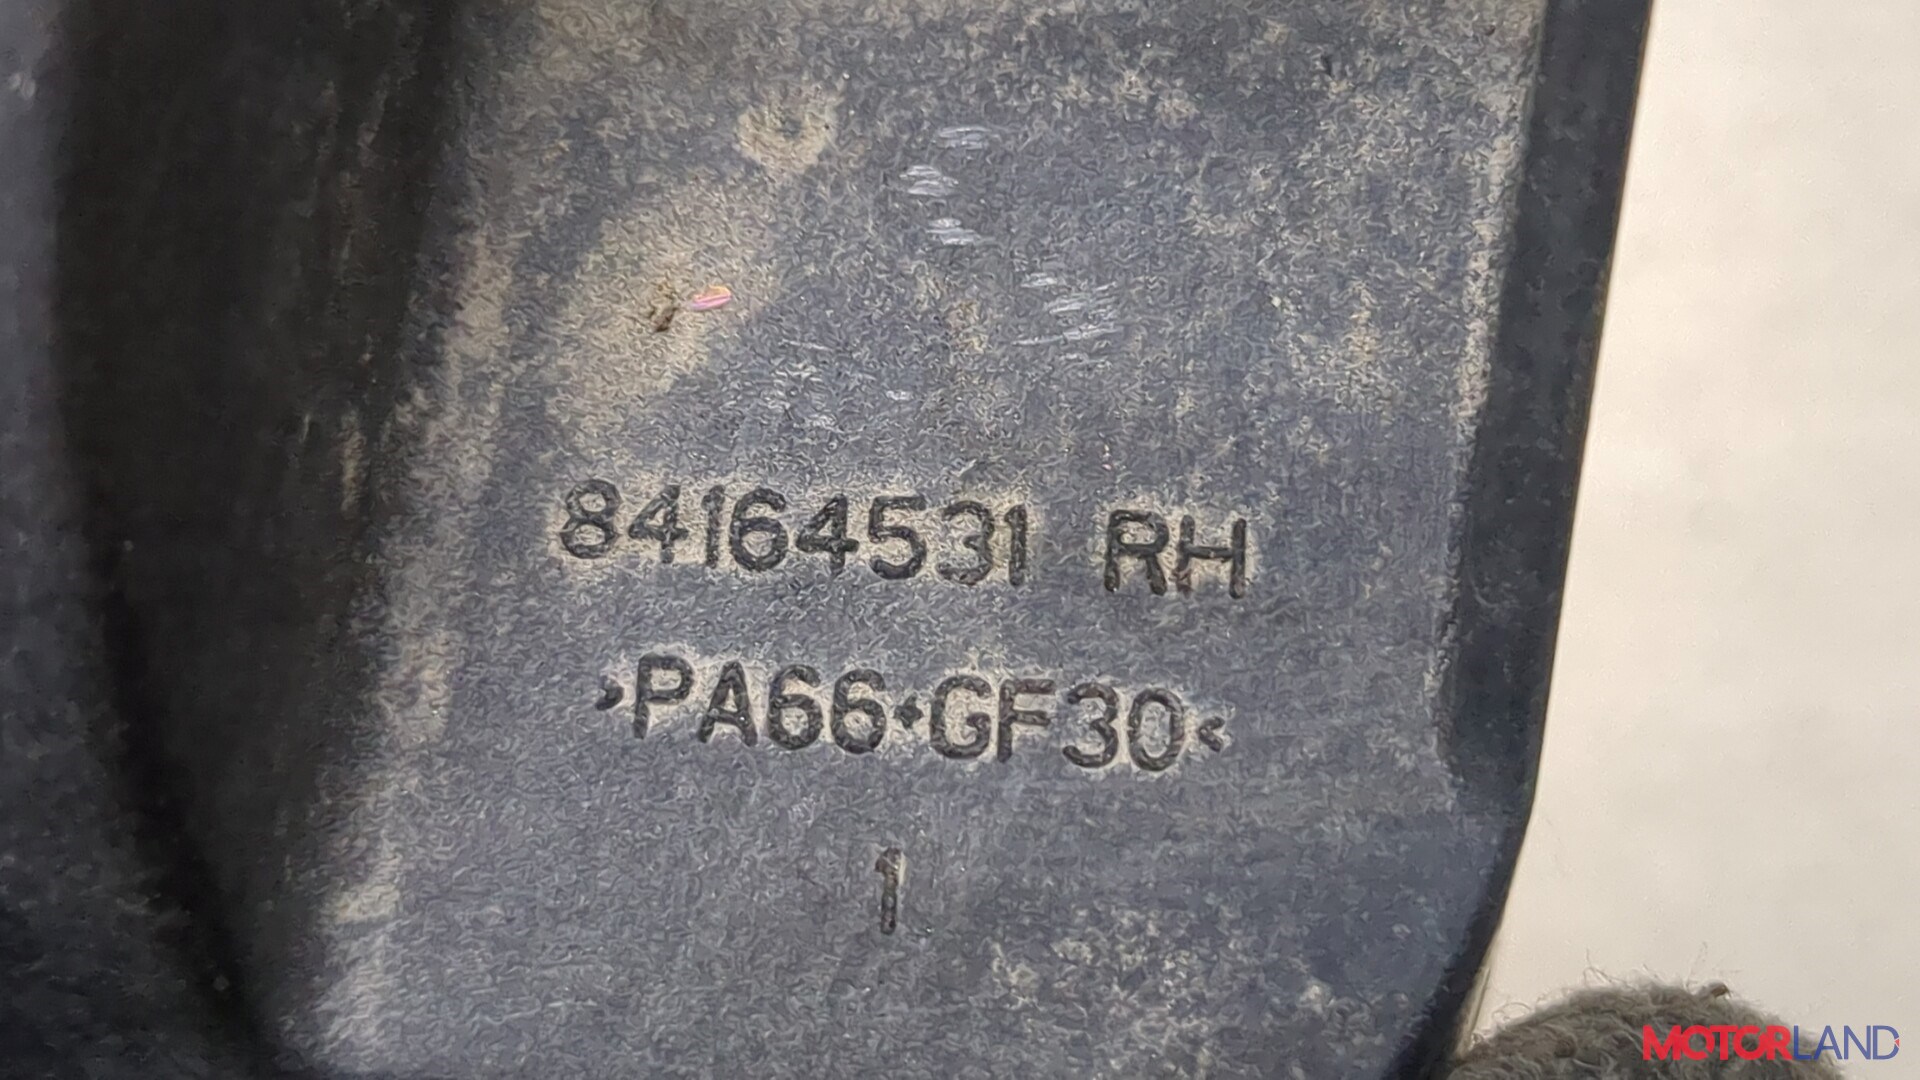 84164531 RH
>PA66+GF30<
1
MOTORLAND